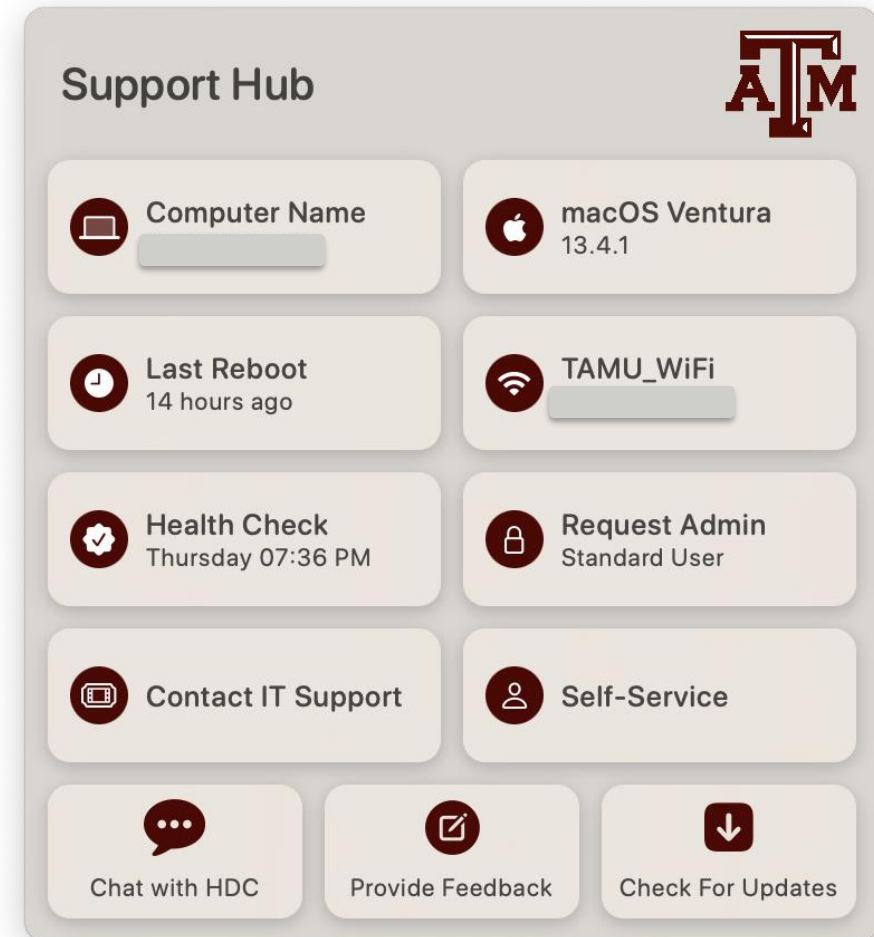 Support Hub
ATM
Computer Name
macOS Ventura
13.4.1
Last Reboot
14 hours ago
TAMU_WiFi
Health Check
Thursday 07:36 PM
Request Admin
Standard User
Contact IT Support
Self-Service
Chat with HDC
Provide Feedback
Check For Updates